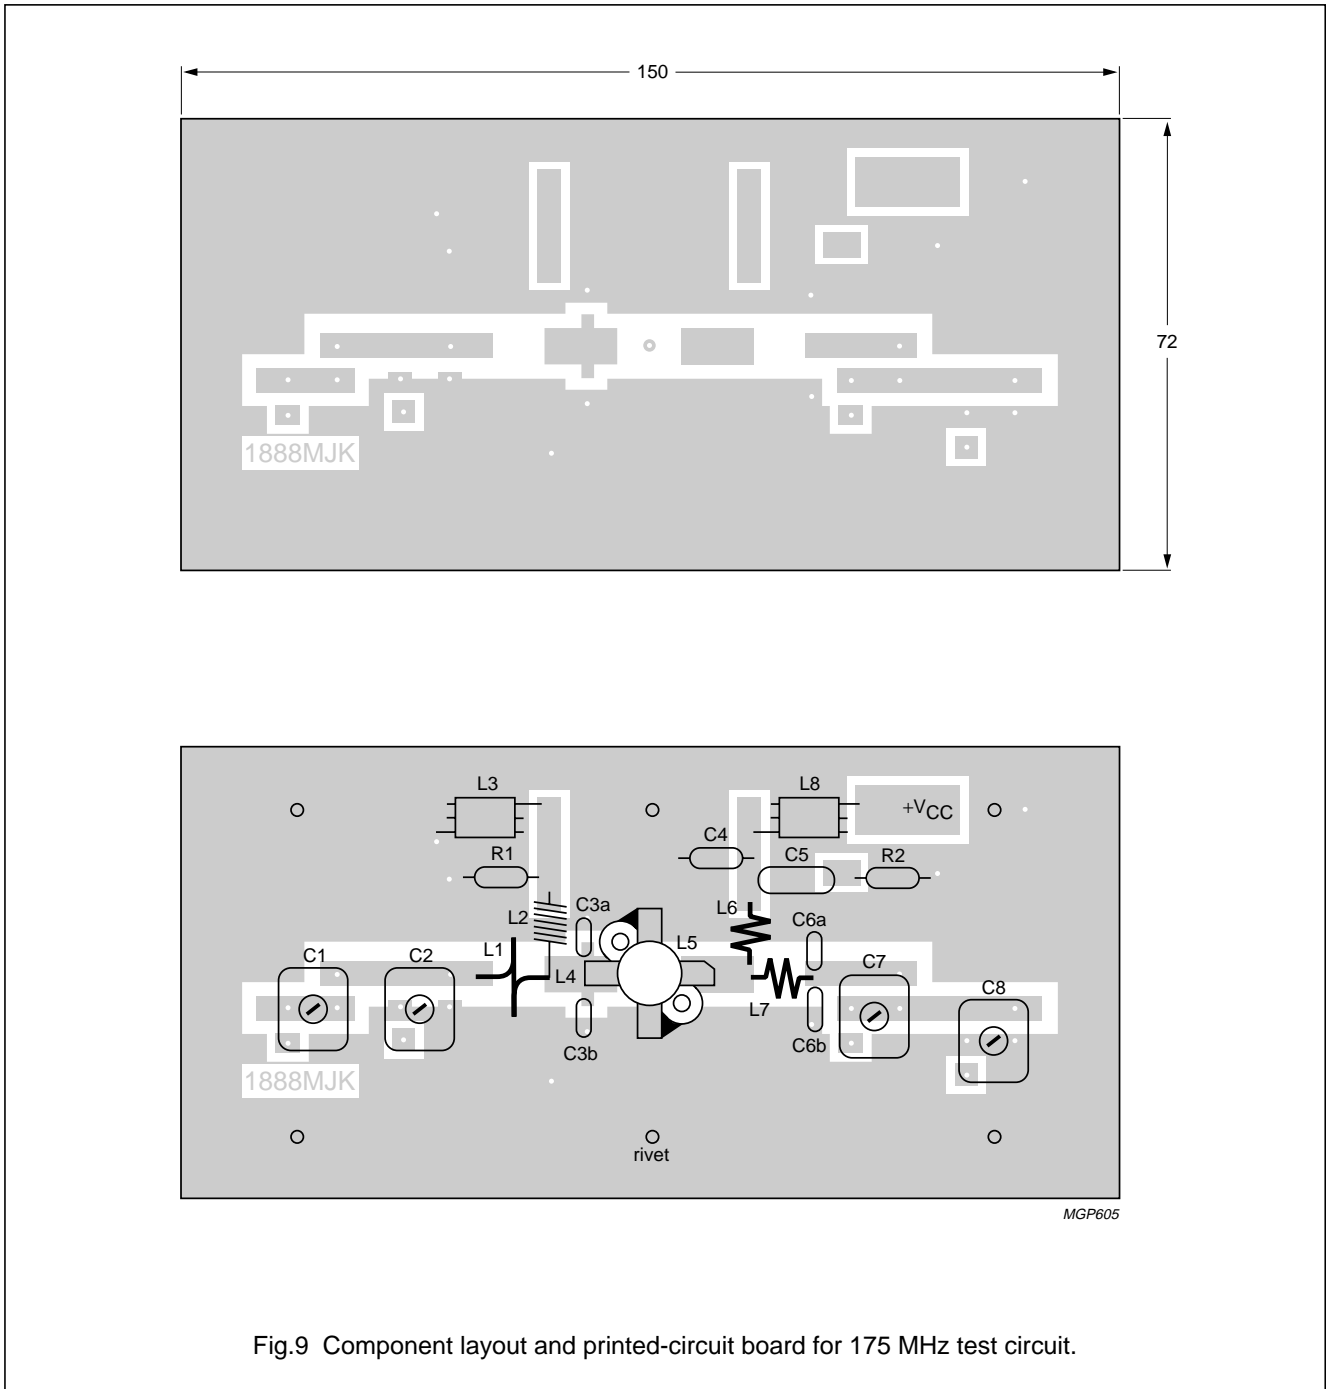 150
72
1888MJK
L3
L8
+VCC
C4
R1
C5
R2
C3a
L6
L2
C6a
L1
L5
C1
C2
C7
L4
C8
L7
C3b
C6b
1888MJK
rivet
MGP605
Fig.9 Component layout and printed-circuit board for 175 MHz test circuit.